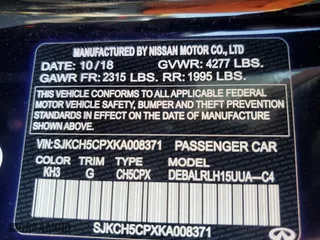 MANUFACTURED BY NISSAN MOTOR CO., LTD
DATE: 10/18 GVWR: 4277 LBS.
GAWR FR: 2315 LBS. RR: 1995 LBS.
THIS VEHICLE CONFORMS TO ALL APPLICABLE FEDERAL
MOTOR VEHICLE SAFETY, BUMPER AND THEFT PREVENTION
STANDARDS IN EFFECT ON THE DATE OF MANUFACTURE
SHOWN ABOVE.
VIN: SJKCH5CPXKA008371 PASSENGER CAR
COLOR TRIM TYPE MODEL
KH3 G CH5CPX DEBALRLH15UUA-C4
SJKCH5CPXKA008371